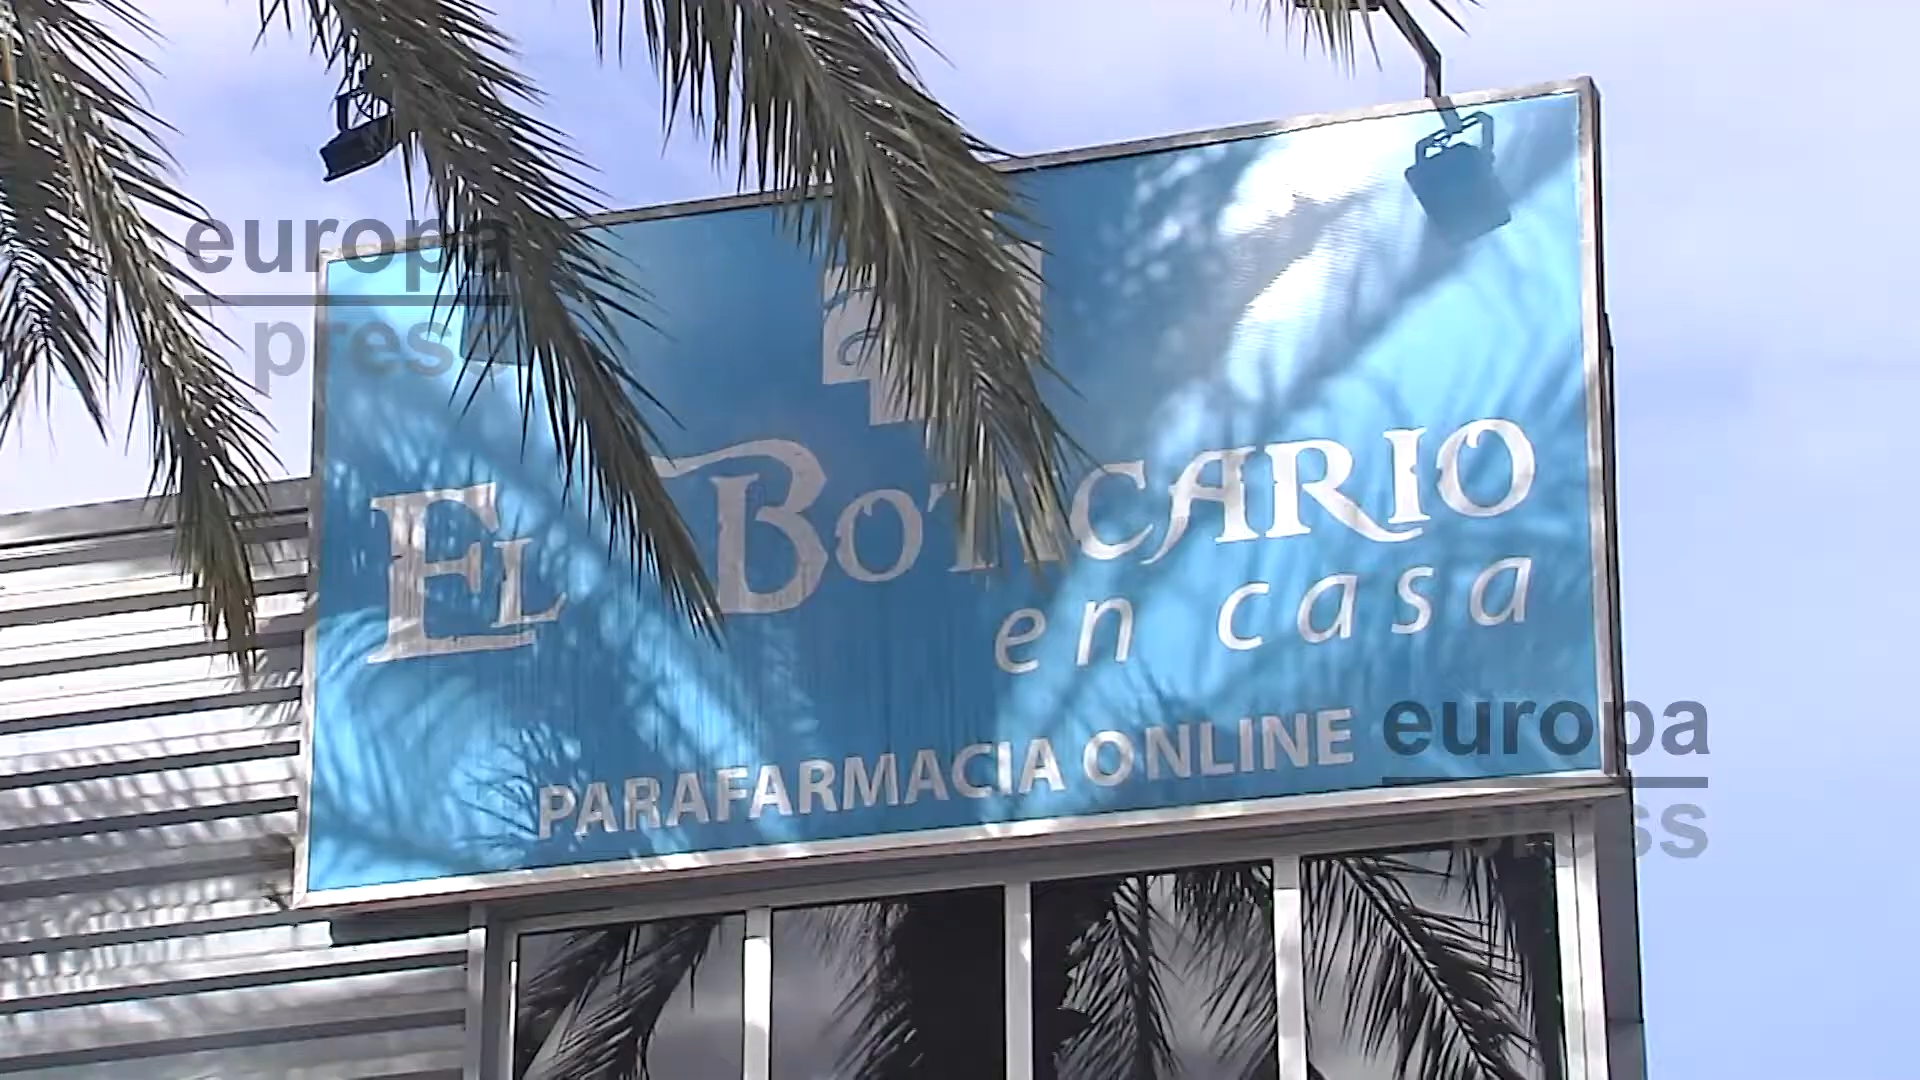 europa
press
EL BOTICARIO
en casa
PARAFARMACIA ONLINE
europa
press